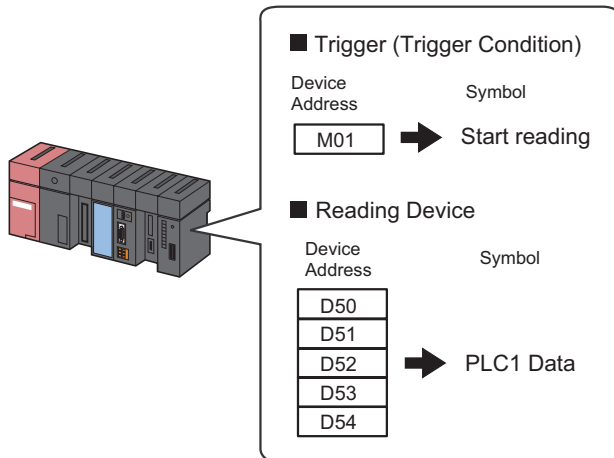 ■ Trigger (Trigger Condition)
Device
Address
Symbol
M01
Start reading
■ Reading Device
Device
Address
Symbol
D50
D51
D52
D53
D54
PLC1 Data